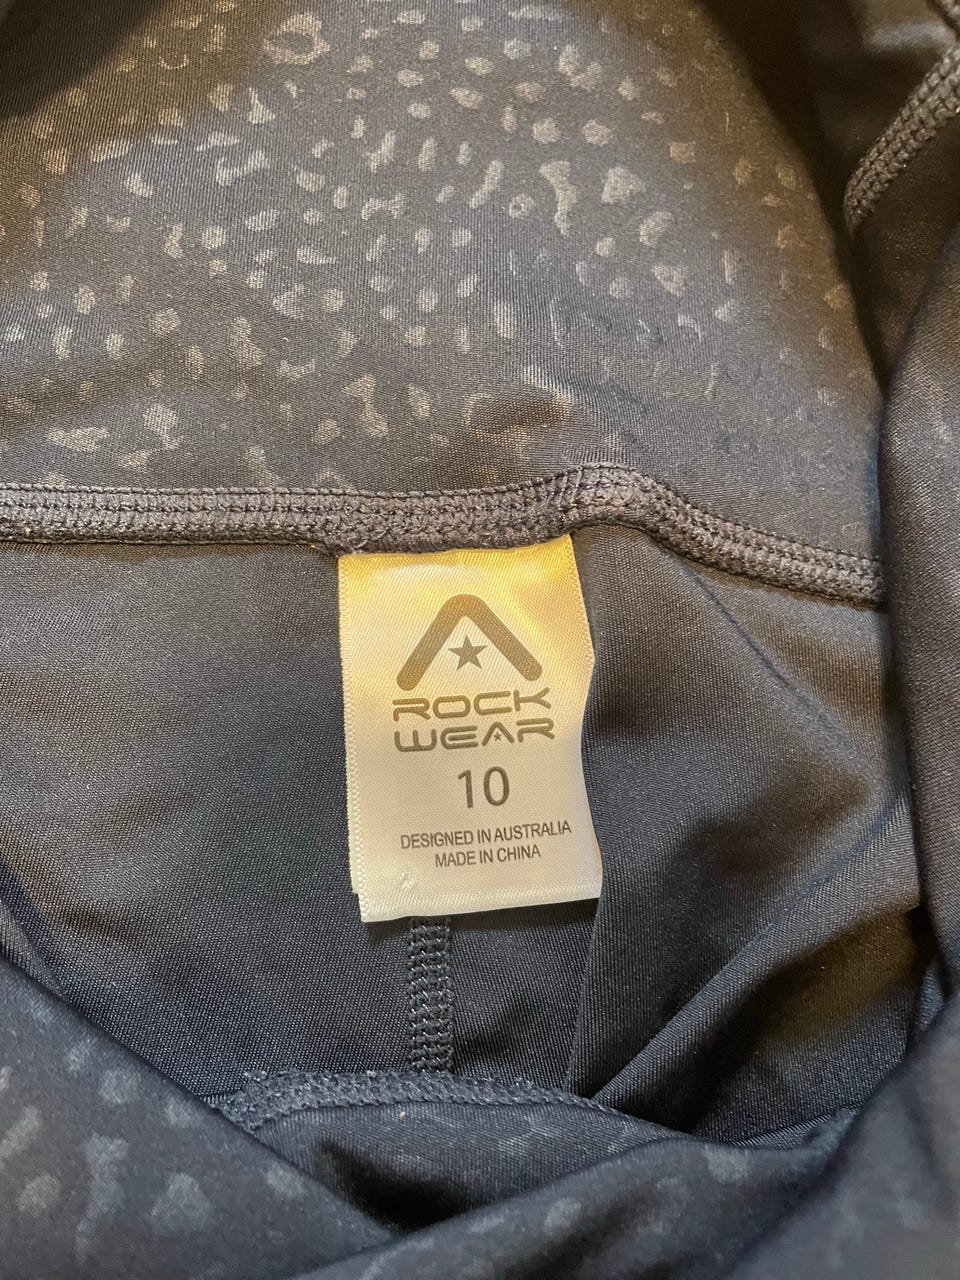 ROCK
WEAR
10
DESIGNED IN AUSTRALIA
MADE IN CHINA